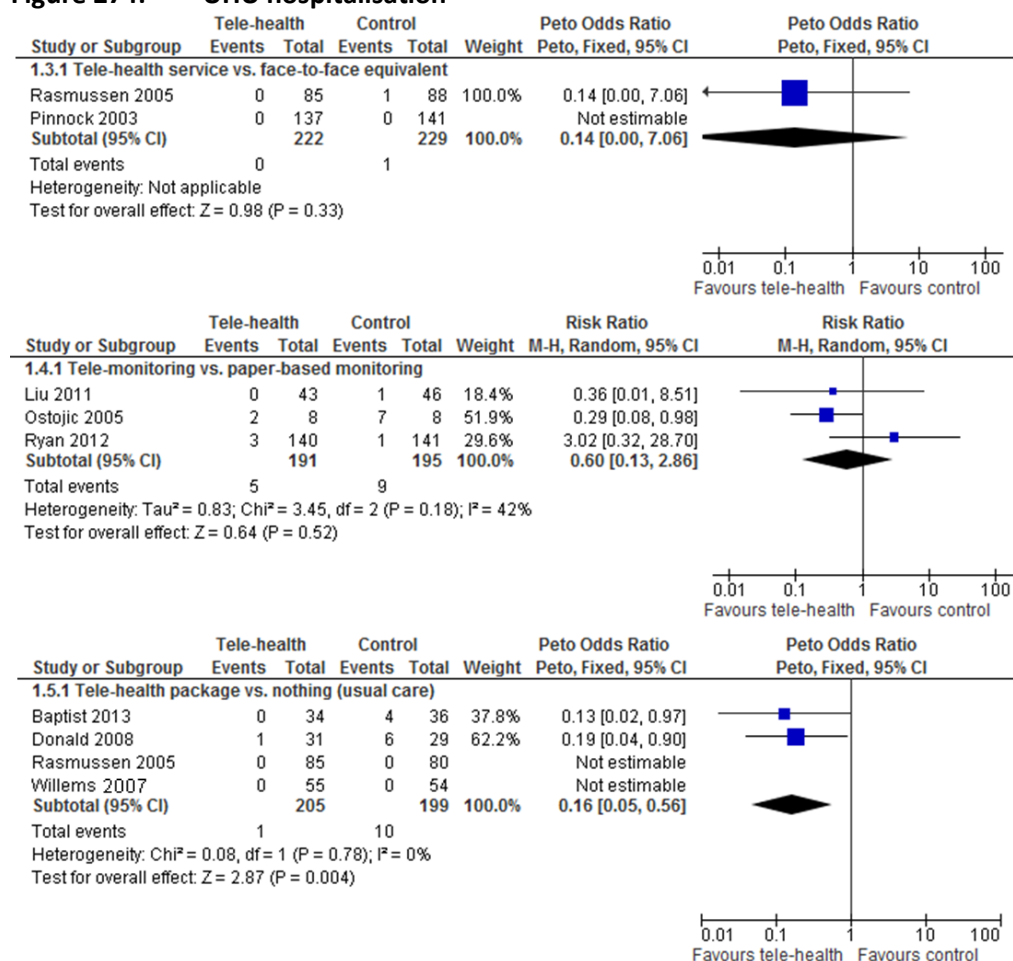 Tele-health Control Peto Odds Ratio Peto Odds Ratio
Study or Subgroup Events Total Events Total Weight Peto, Fixed, 95% CI Peto, Fixed, 95% CI
1.3.1 Tele-health service vs. face-to-face equivalent
Rasmussen 2005 0 85 1 88 100.0% 0.14 [0.00, 7.06]
Pinnock 2003 0 137 0 141 Not estimable
Subtotal (95% CI) 222 229 100.0% 0.14 [0.00, 7.06]
Total events 0 1
Heterogeneity: Not applicable
Test for overall effect: Z = 0.98 (P = 0.33)
0.01 0.1 1 10 100
Favours tele-health Favours control
Tele-health Control Risk Ratio Risk Ratio
Study or Subgroup Events Total Events Total Weight M-H, Random, 95% CI M-H, Random, 95% CI
1.4.1 Tele-monitoring vs. paper-based monitoring
Liu 2011 0 43 1 46 18.4% 0.36 [0.01, 8.51]
Ostojic 2005 2 8 7 8 51.9% 0.29 [0.08, 0.98]
Ryan 2012 3 140 1 141 29.6% 3.02 [0.32, 28.70]
Subtotal (95% CI) 191 195 100.0% 0.60 [0.13, 2.86]
Total events 5 9
Heterogeneity: Tau² = 0.83; Chi² = 3.45, df = 2 (P = 0.18); I² = 42%
Test for overall effect: Z = 0.64 (P = 0.52)
0.01 0.1 1 10 100
Favours tele-health Favours control
Tele-health Control Peto Odds Ratio Peto Odds Ratio
Study or Subgroup Events Total Events Total Weight Peto, Fixed, 95% CI Peto, Fixed, 95% CI
1.5.1 Tele-health package vs. nothing (usual care)
Baptist 2013 0 34 4 36 37.8% 0.13 [0.02, 0.97]
Donald 2008 1 31 6 29 62.2% 0.19 [0.04, 0.90]
Rasmussen 2005 0 85 0 80 Not estimable
Willems 2007 0 55 0 54 Not estimable
Subtotal (95% CI) 205 199 100.0% 0.16 [0.05, 0.56]
Total events 1 10
Heterogeneity: Chi² = 0.08, df = 1 (P = 0.78); I² = 0%
Test for overall effect: Z = 2.87 (P = 0.004)
0.01 0.1 1 10 100
Favours tele-health Favours control